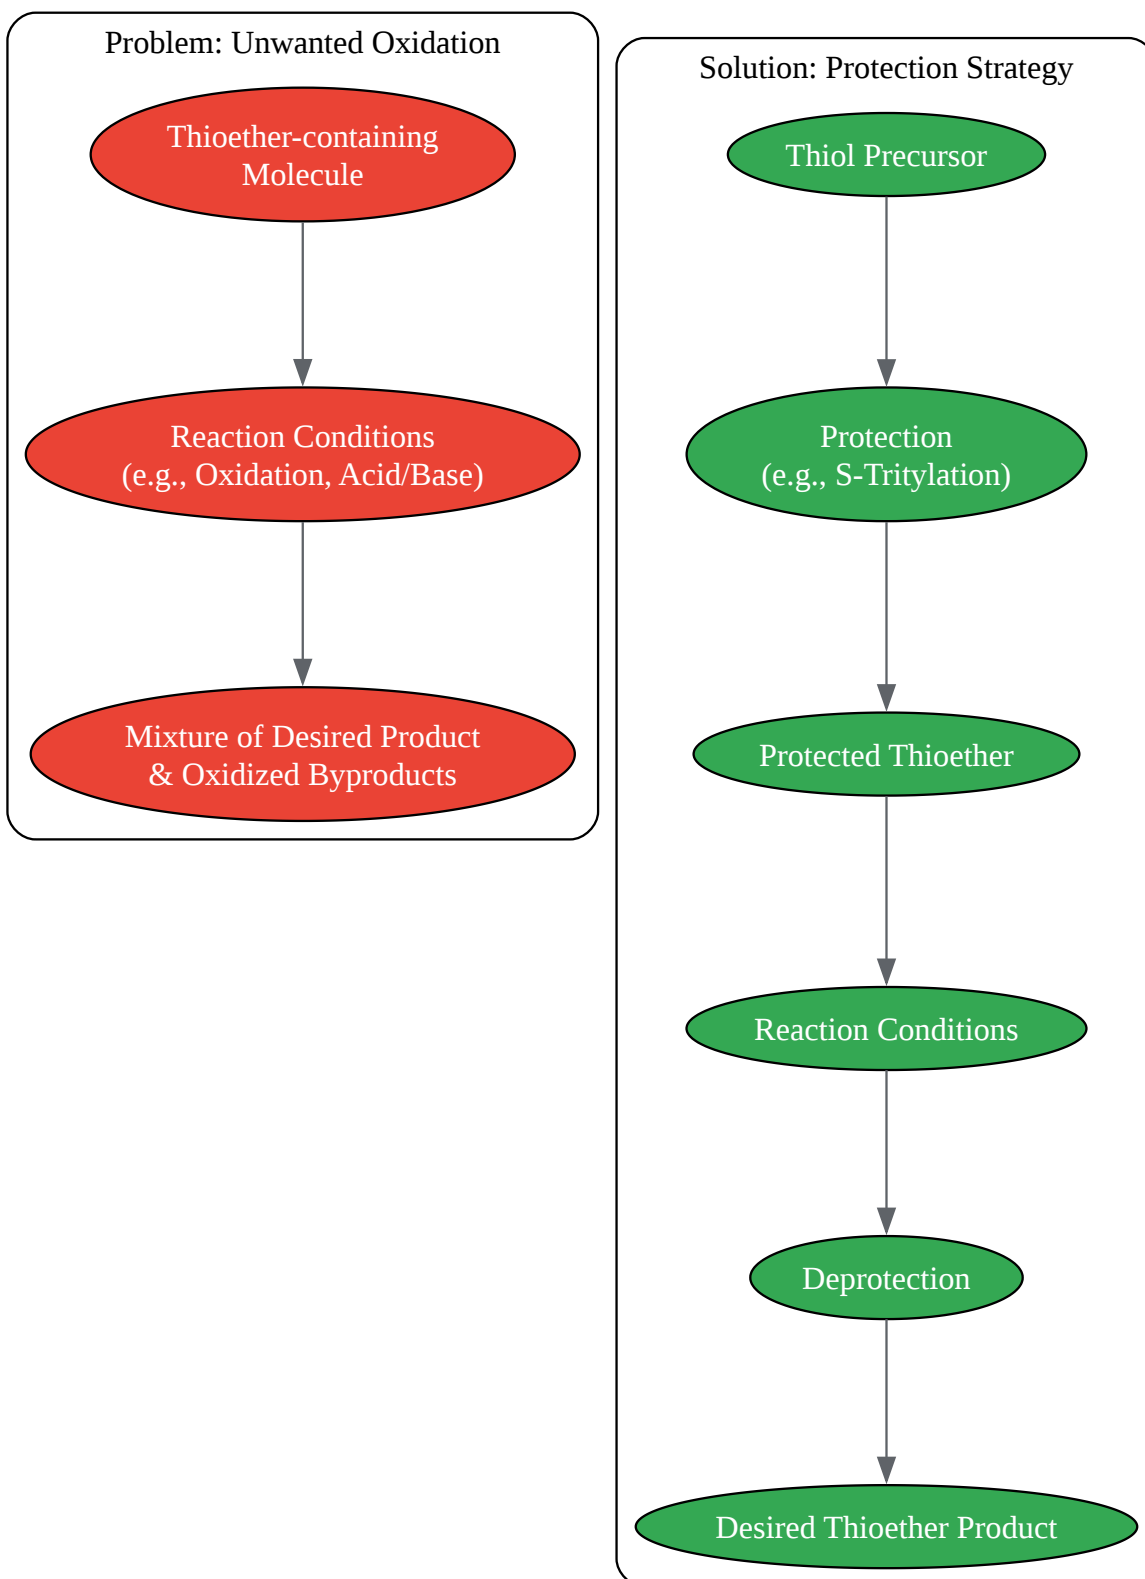 Problem: Unwanted Oxidation
Thioether-containing
Molecule
Reaction Conditions
(e.g., Oxidation, Acid/Base)
Mixture of Desired Product
& Oxidized Byproducts
Solution: Protection Strategy
Thiol Precursor
Protection
(e.g., S-Tritylation)
Protected Thioether
Reaction Conditions
Deprotection
Desired Thioether Product